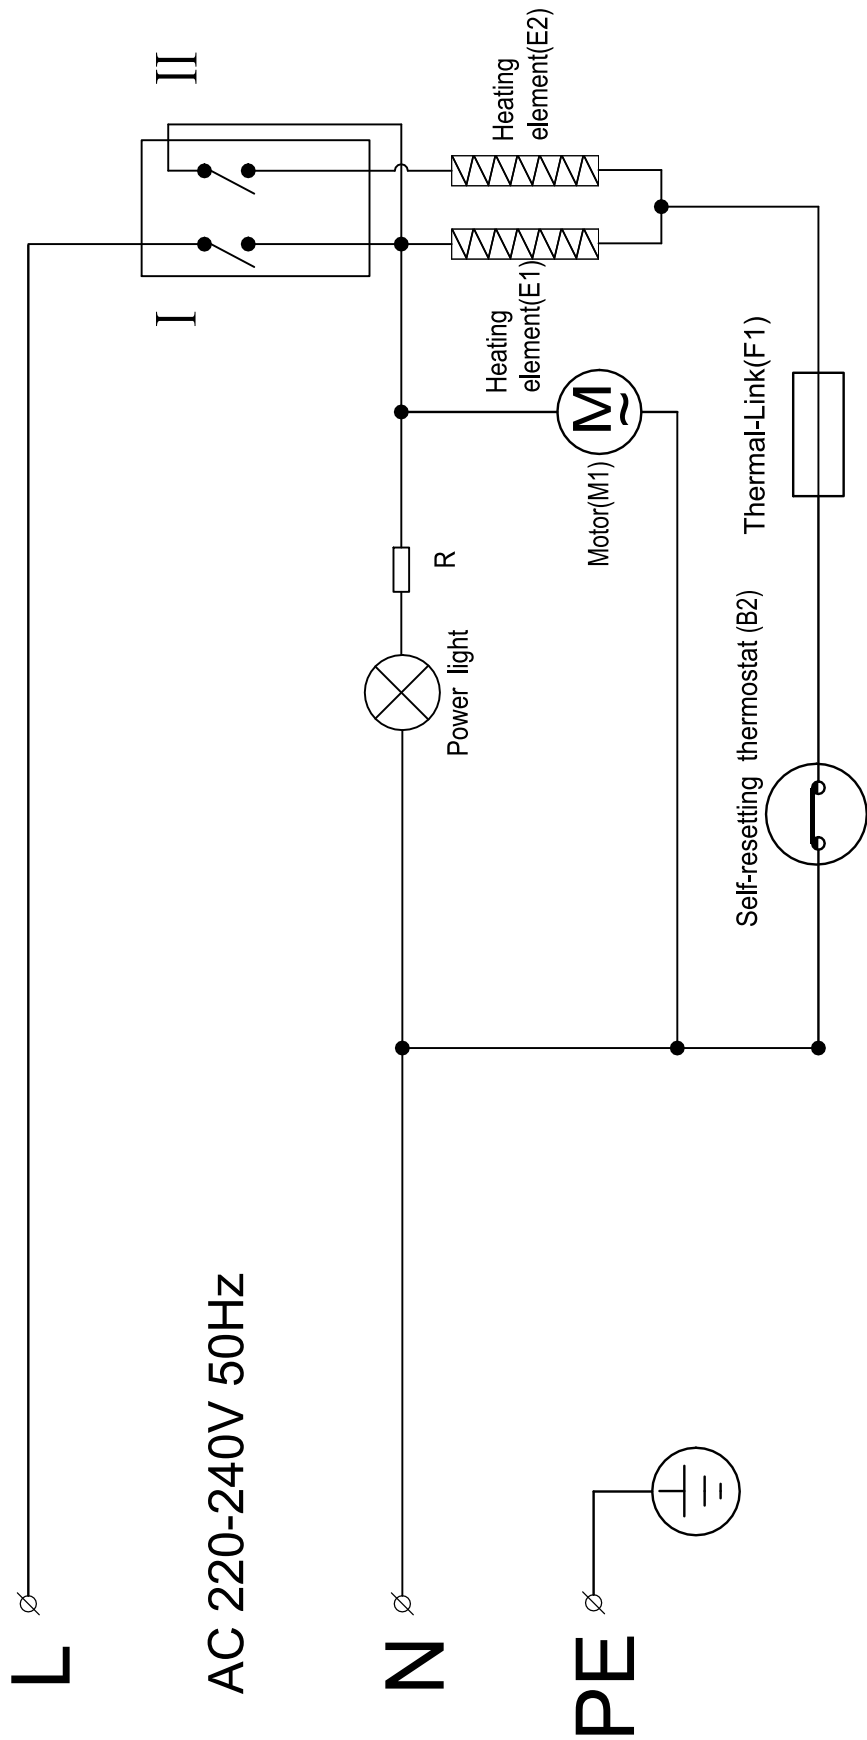 L
AC 220-240V 50Hz
N
PE
I
II
Heating
element(E2)
Heating
element(E1)
M
~
Motor(M1)
R
Power light
Thermal-Link(F1)
Self-resetting thermostat (B2)